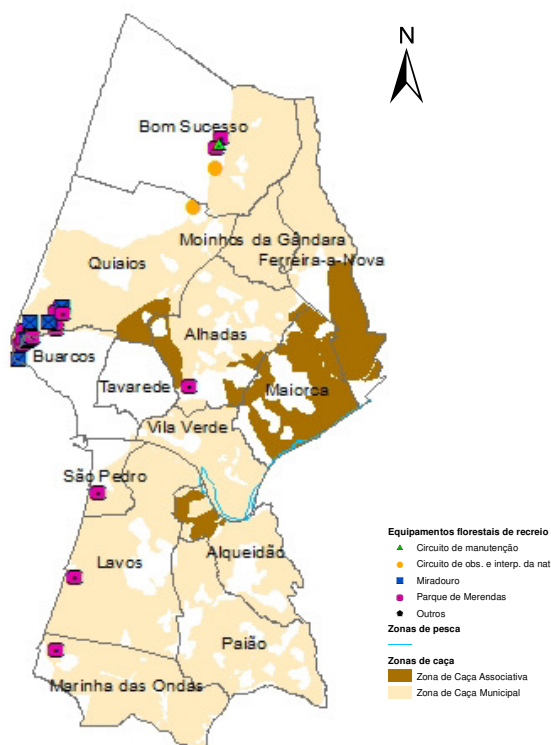 N
Bom Sucesso
Moinhos da Gândara
Ferreira-a-Nova
Quiaios
Alhadas
Buarcos
Tavarede
Maiorca
Vila Verde
São Pedro
Lavos
Alqueidão
Paião
Marinha das Ondas
Equipamentos florestais de recreio
Circuito de manutenção
Circuito de obs. e interp. da nat
Miradouro
Parque de Merendas
Outros
Zonas de pesca
Zonas de caça
Zona de Caça Associativa
Zona de Caça Municipal